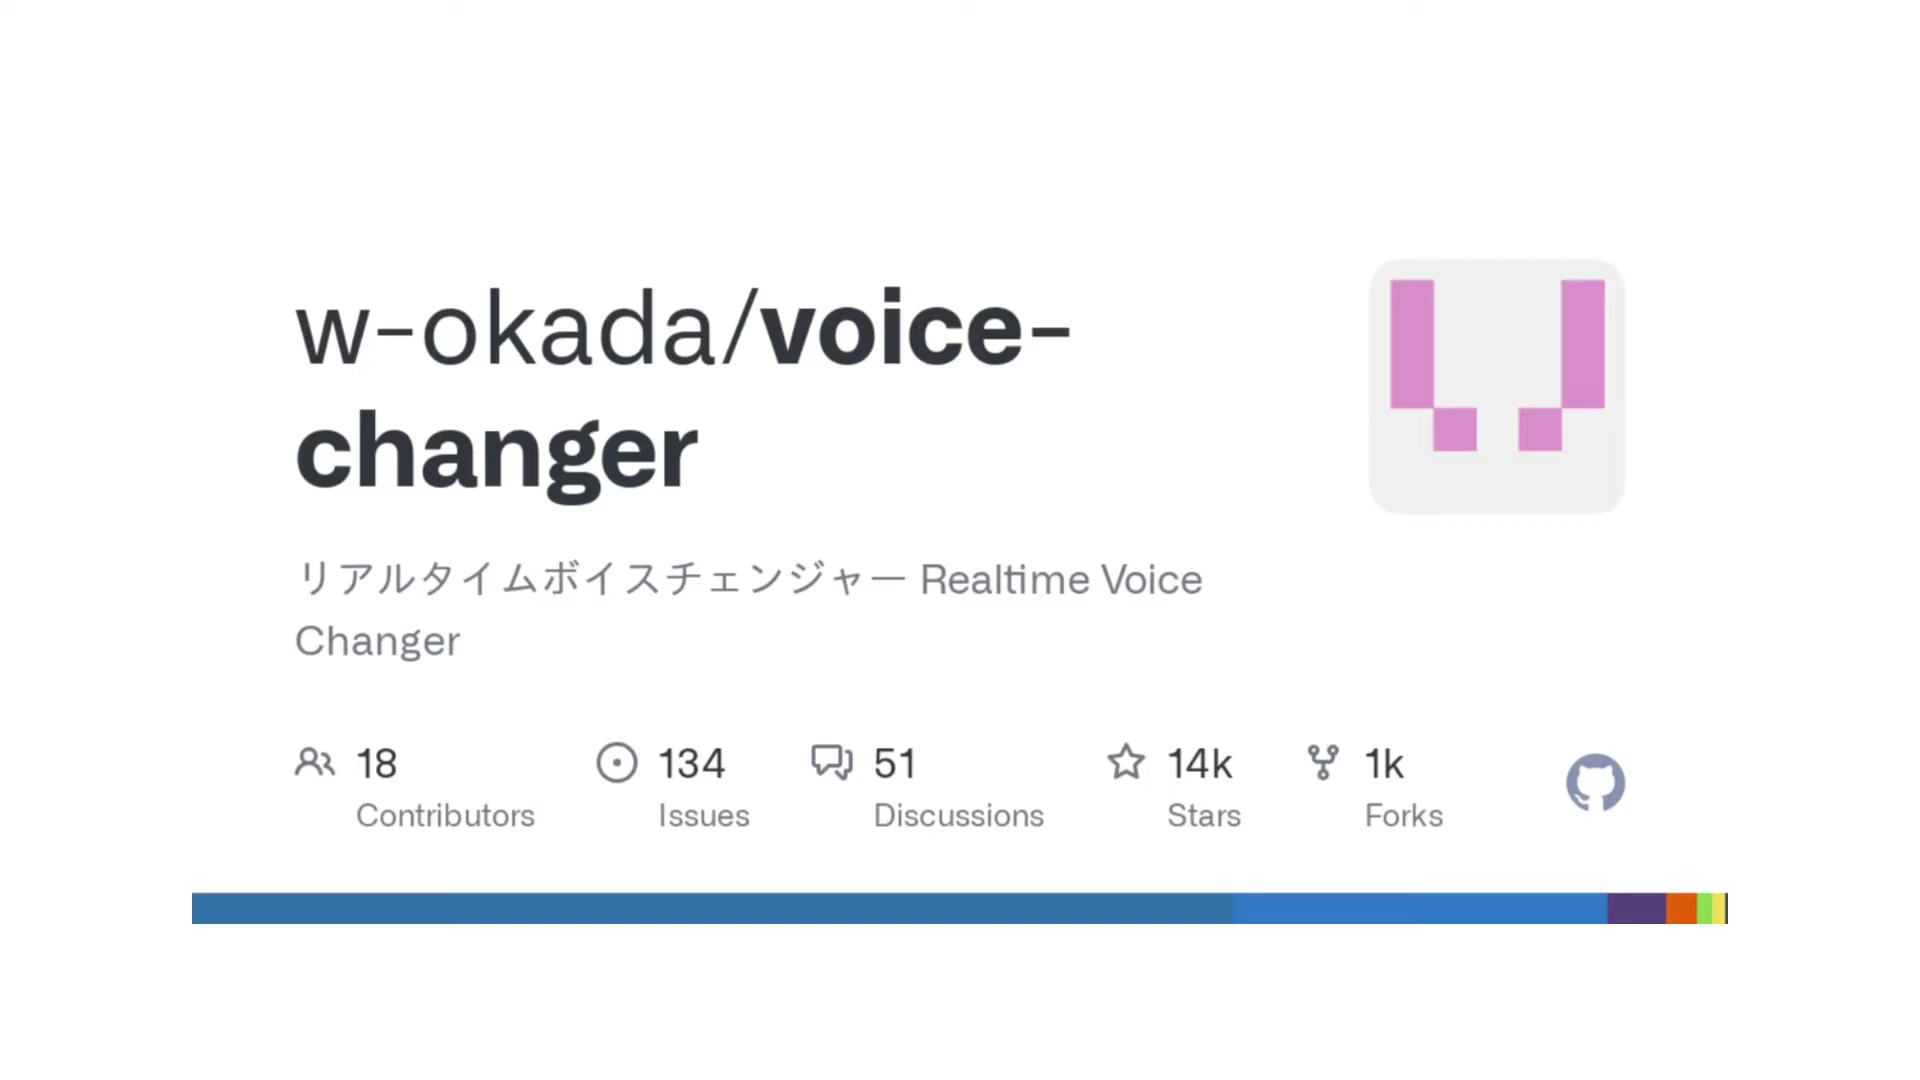 w-okada/voice-
changer
リアルタイムボイスチェンジャー Realtime Voice
Changer
18 134 51 14k 1k
Contributors Issues Discussions Stars Forks